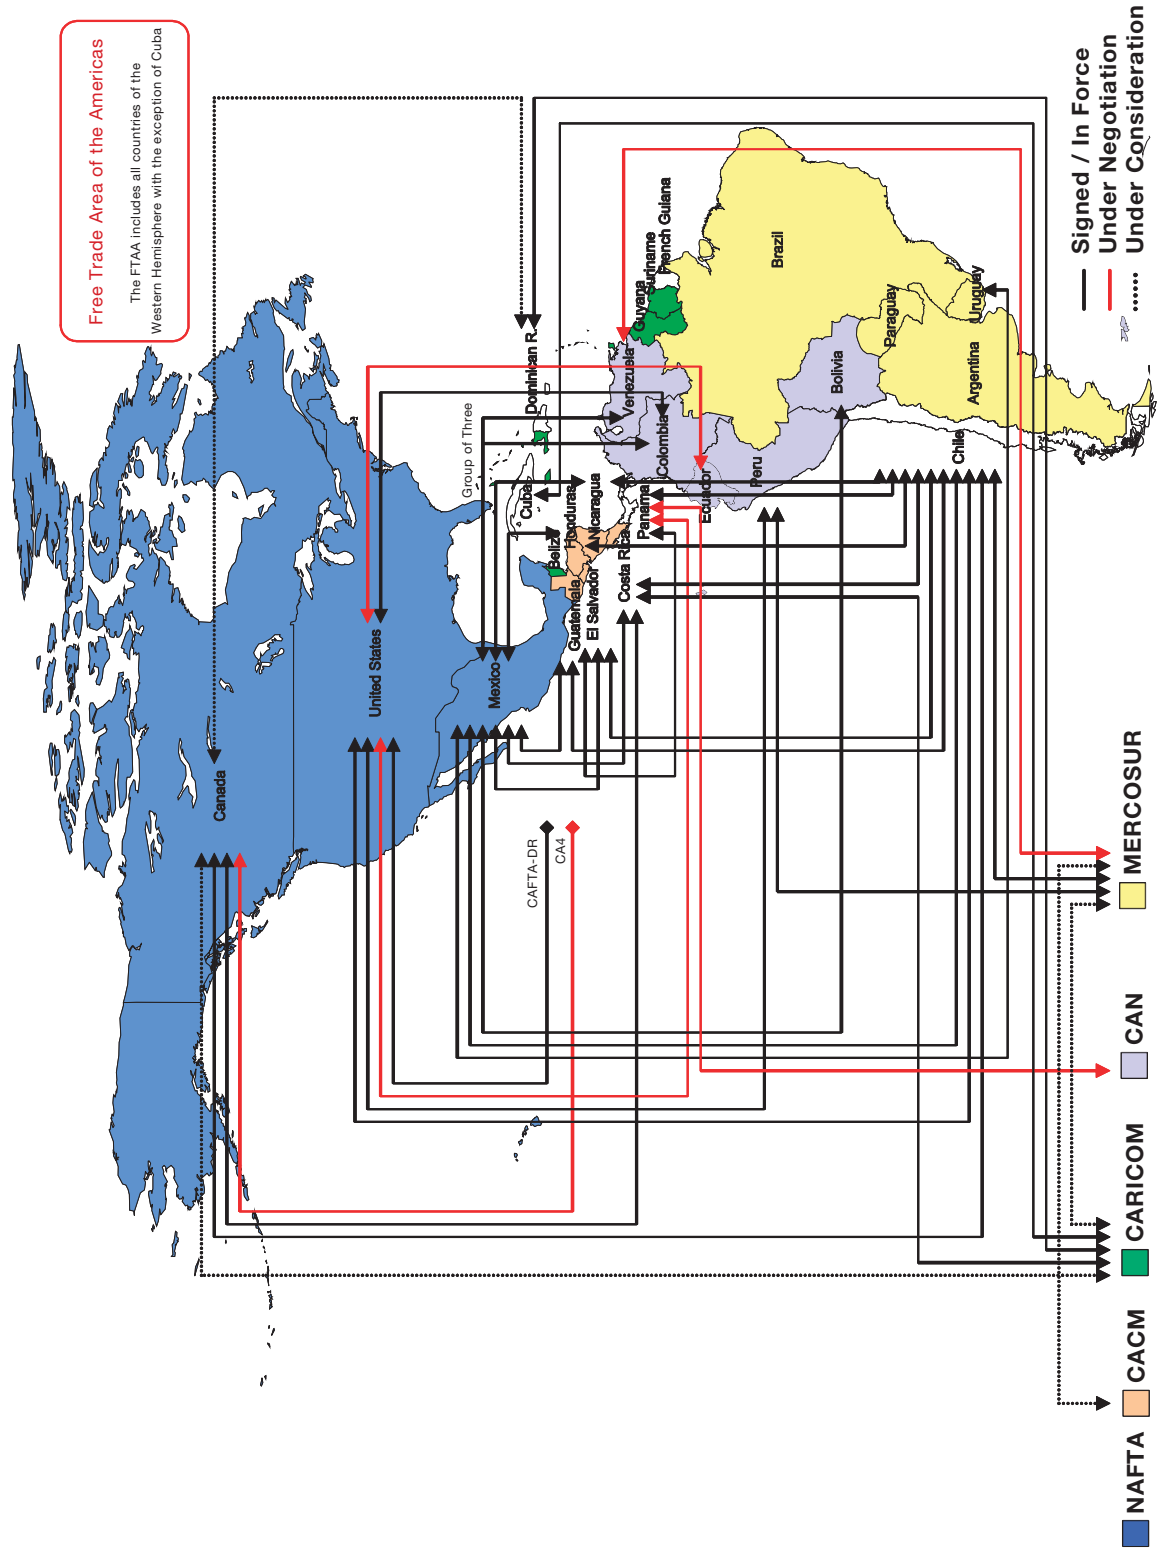 Free Trade Area of the Americas
The FTAA includes all countries of the
Western Hemisphere with the exception of Cuba
Canada
United States
Mexico
Group of Three
Cuba
Dominican R.
Belize
Honduras
Guatemala
El Salvador
Nicaragua
Costa Rica
Panama
Venezuela
Guyana
Suriname
French Guiana
Colombia
Ecuador
Peru
Brazil
Bolivia
Paraguay
Chile
Argentina
Uruguay
CAFTA-DR
CA4
Signed / In Force
Under Negotiation
Under Consideration
NAFTA
CACM
CARICOM
CAN
MERCOSUR